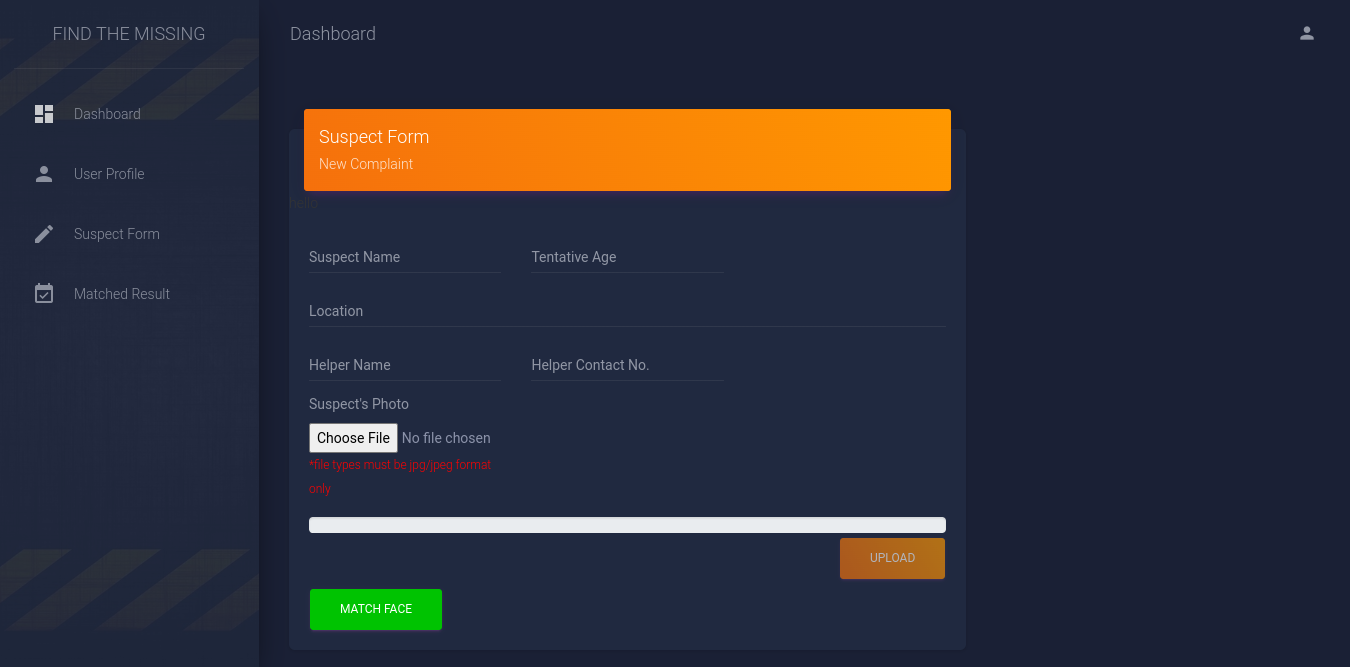 FIND THE MISSING
Dashboard
Dashboard
User Profile
Suspect Form
Matched Result
Suspect Form
New Complaint
hello
Suspect Name
Tentative Age
Location
Helper Name
Helper Contact No.
Suspect's Photo
Choose File No file chosen
*file types must be jpg/jpeg format
only
UPLOAD
MATCH FACE